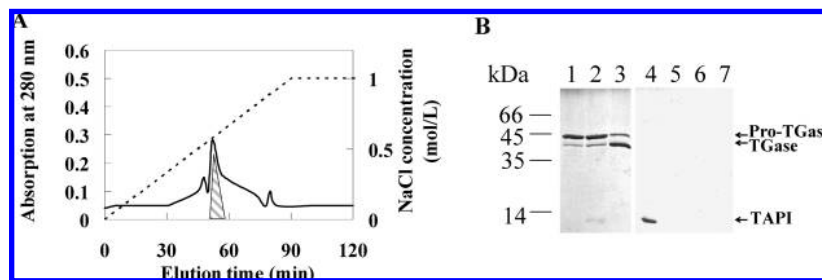 A
B
0.6
0.5
0.4
0.3
0.2
0.1
0
Absorption at 280 nm
1
0.5
0
NaCl concentration
(mol/L)
0 30 60 90 120
Elution time (min)
kDa 1 2 3 4 5 6 7
66
45
35
14
Pro-TGas
TGase
TAPI